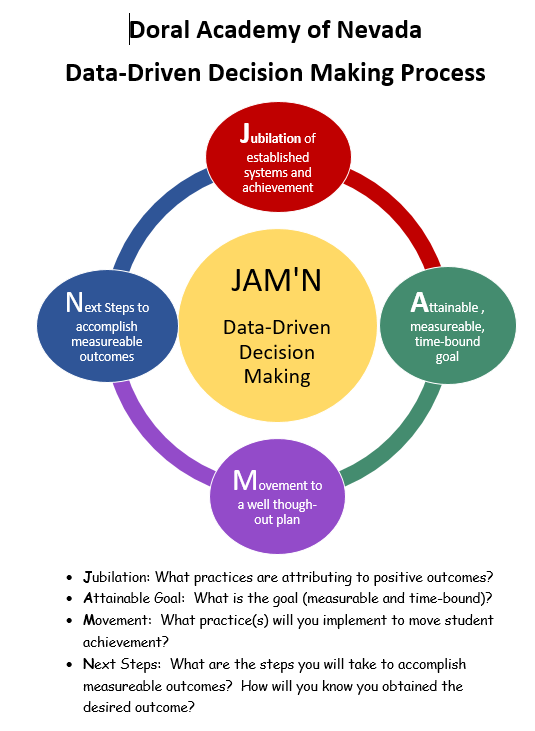 Doral Academy of Nevada
Data-Driven Decision Making Process
Jubilation of
established
systems and
achievement
JAM'N
Data-Driven
Decision
Making
Next Steps to
accomplish
measureable
outcomes
Attainable ,
measureable,
time-bound
goal
Movement to
a well though-
out plan
• Jubilation: What practices are attributing to positive outcomes?
• Attainable Goal: What is the goal (measurable and time-bound)?
• Movement: What practice(s) will you implement to move student
achievement?
• Next Steps: What are the steps you will take to accomplish
measureable outcomes? How will you know you obtained the
desired outcome?